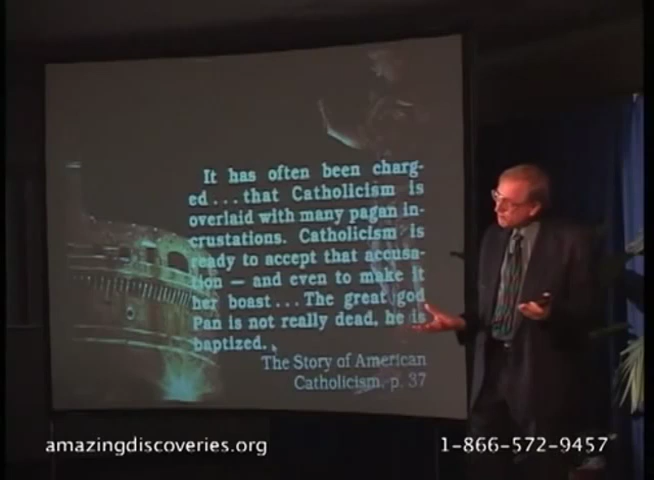 It has often been charg-
ed...that Catholicism is
overlaid with many pagan in-
crustations. Catholicism is
ready to accept that accusa-
tion — and even to make it
her boast...The great god
Pan is not really dead, he is
baptized.
The Story of American
Catholicism, p. 37
amazingdiscoveries.org
1-866-572-9457